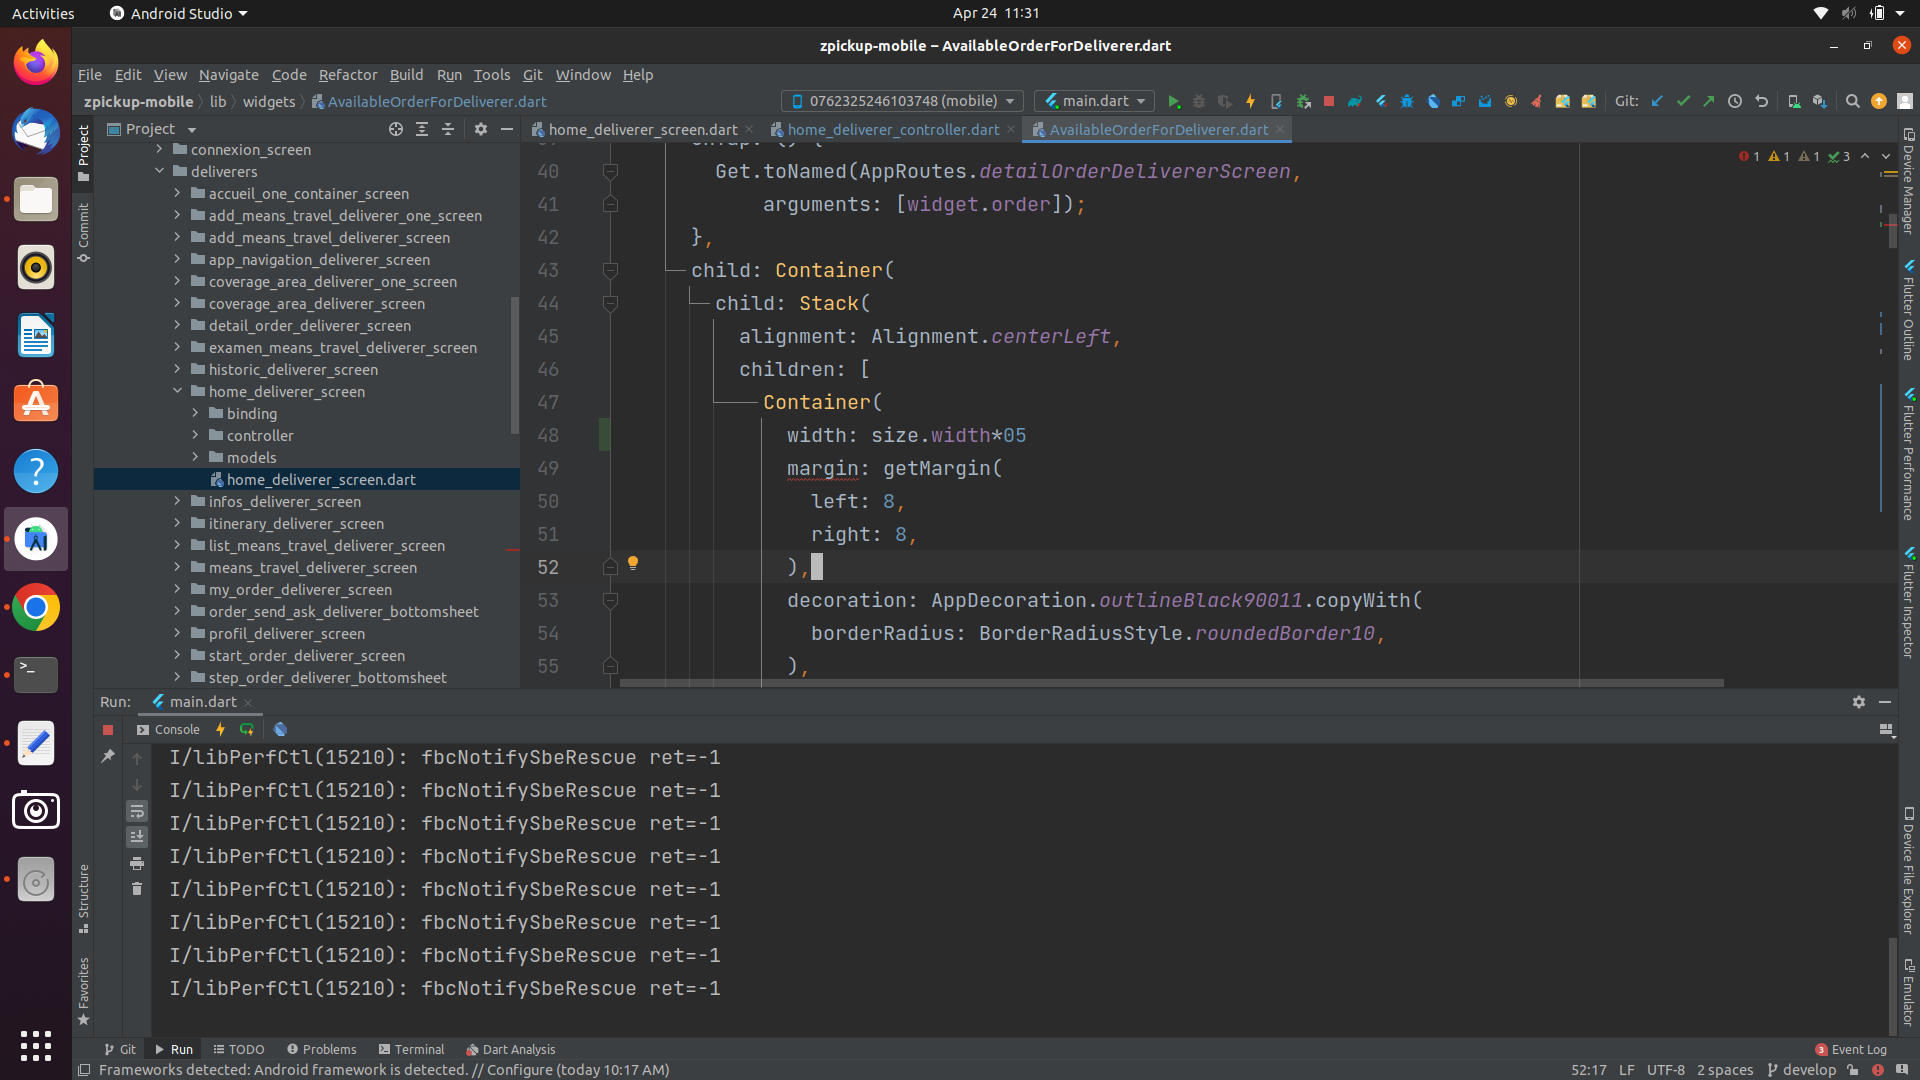 Activities
Android Studio
Apr 24 11:31
zpickup-mobile – AvailableOrderForDeliverer.dart
File Edit View Navigate Code Refactor Build Run Tools Git Window Help
zpickup-mobile lib widgets AvailableOrderForDeliverer.dart
0762325246103748 (mobile)
main.dart
Git:
Project
home_deliverer_screen.dart
home_deliverer_controller.dart
AvailableOrderForDeliverer.dart
Project
Commit
Structure
Favorites
connexion_screen
deliverers
accueil_one_container_screen
add_means_travel_deliverer_one_screen
add_means_travel_deliverer_screen
app_navigation_deliverer_screen
coverage_area_deliverer_one_screen
coverage_area_deliverer_screen
detail_order_deliverer_screen
examen_means_travel_deliverer_screen
historic_deliverer_screen
home_deliverer_screen
binding
controller
models
home_deliverer_screen.dart
infos_deliverer_screen
itinerary_deliverer_screen
list_means_travel_deliverer_screen
means_travel_deliverer_screen
my_order_deliverer_screen
order_send_ask_deliverer_bottomsheet
profil_deliverer_screen
start_order_deliverer_screen
step_order_deliverer_bottomsheet
1 1 1 3
40 Get.toNamed(AppRoutes.detailOrderDelivererScreen,
41 arguments: [widget.order]);
42 },
43 child: Container(
44 child: Stack(
45 alignment: Alignment.centerLeft,
46 children: [
47 Container(
48 width: size.width*05
49 margin: getMargin(
50 left: 8,
51 right: 8,
52 ),
53 decoration: AppDecoration.outlineBlack90011.copyWith(
54 borderRadius: BorderRadiusStyle.roundedBorder10,
55 ),
Device Manager
Flutter Outline
Flutter Performance
Flutter Inspector
Device File Explorer
Emulator
Run: main.dart
Console
I/libPerfCtl(15210): fbcNotifySbeRescue ret=-1
I/libPerfCtl(15210): fbcNotifySbeRescue ret=-1
I/libPerfCtl(15210): fbcNotifySbeRescue ret=-1
I/libPerfCtl(15210): fbcNotifySbeRescue ret=-1
I/libPerfCtl(15210): fbcNotifySbeRescue ret=-1
I/libPerfCtl(15210): fbcNotifySbeRescue ret=-1
I/libPerfCtl(15210): fbcNotifySbeRescue ret=-1
I/libPerfCtl(15210): fbcNotifySbeRescue ret=-1
Git Run TODO Problems Terminal Dart Analysis
3 Event Log
Frameworks detected: Android framework is detected. // Configure (today 10:17 AM)
52:17 LF UTF-8 2 spaces develop